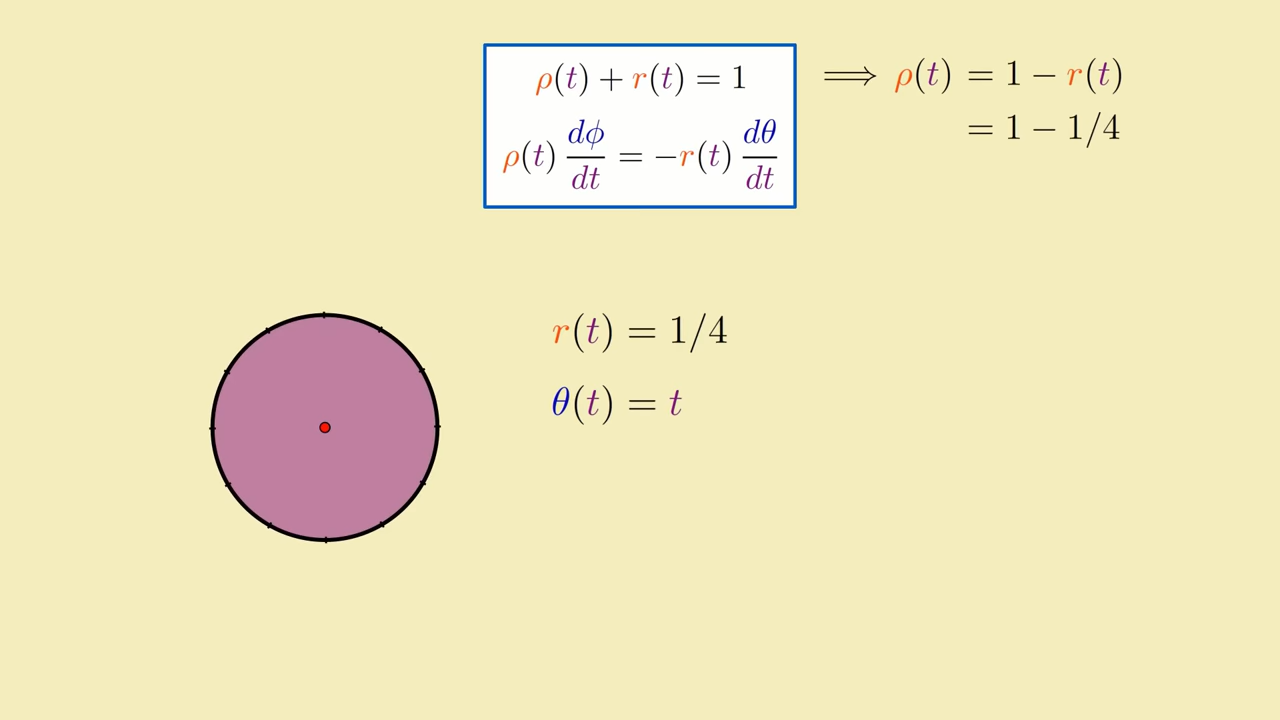 ρ(t) + r(t) = 1 ⟹ ρ(t) = 1 − r(t)
= 1 − 1/4
ρ(t) dϕ/dt = −r(t) dθ/dt
r(t) = 1/4
θ(t) = t